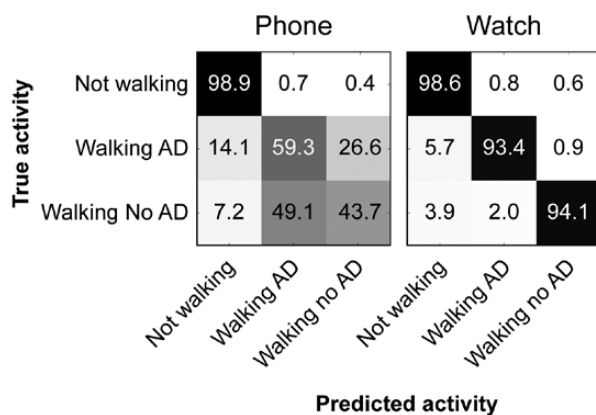 Phone Watch
True activity
Not walking 98.9 0.7 0.4 98.6 0.8 0.6
Walking AD 14.1 59.3 26.6 5.7 93.4 0.9
Walking No AD 7.2 49.1 43.7 3.9 2.0 94.1
Not walking Walking AD Walking no AD Not walking Walking AD Walking no AD
Predicted activity